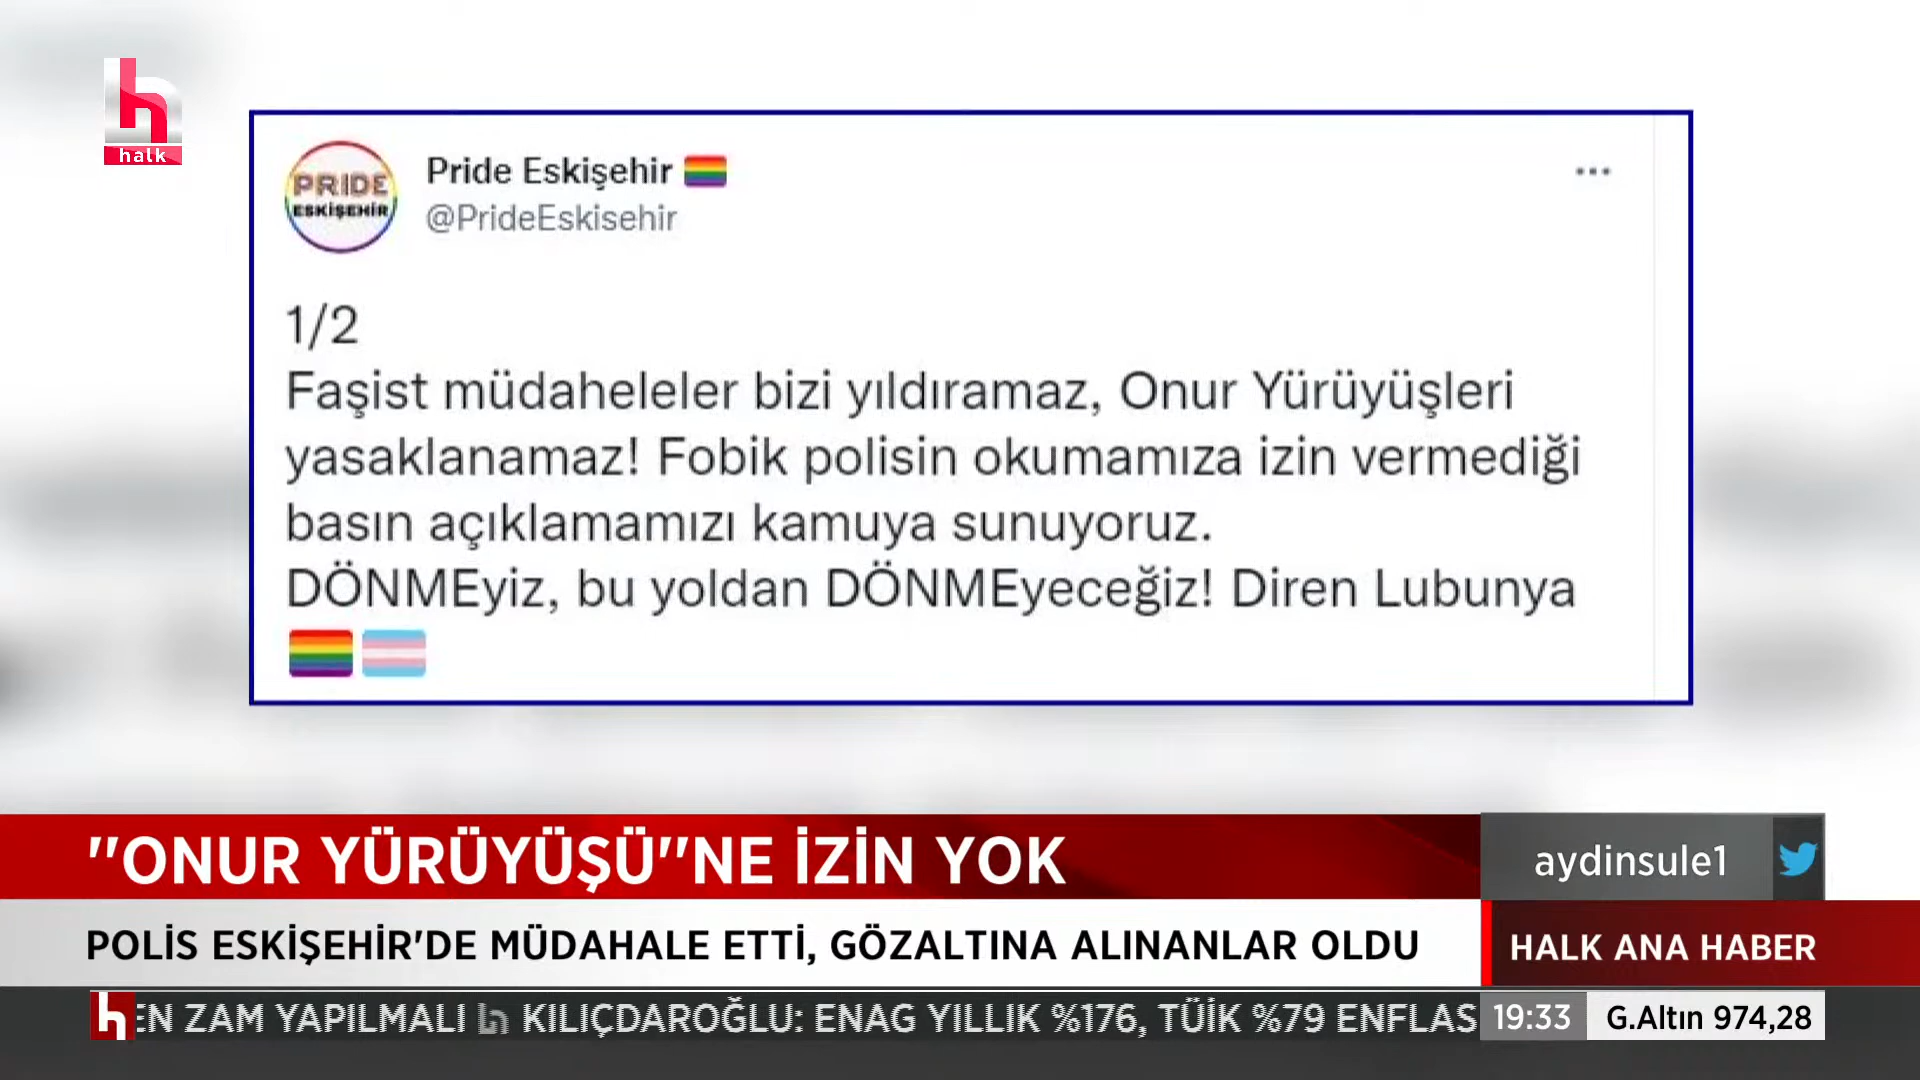 h
halk
PRIDE
ESKİŞEHİR
Pride Eskişehir
@PrideEskisehir
...
1/2
Faşist müdaheleler bizi yıldıramaz, Onur Yürüyüşleri
yasaklanamaz! Fobik polisin okumamıza izin vermediği
basın açıklamamızı kamuya sunuyoruz.
DÖNMEyiz, bu yoldan DÖNMEyeceğiz! Diren Lubunya
"ONUR YÜRÜYÜŞÜ"NE İZİN YOK
aydinsule1
POLİS ESKİŞEHİR'DE MÜDAHALE ETTİ, GÖZALTINA ALINANLAR OLDU
HALK ANA HABER
h EN ZAM YAPILMALI h KILIÇDAROĞLU: ENAG YILLIK %176, TÜİK %79 ENFLAS
19:33
G.Altın 974,28